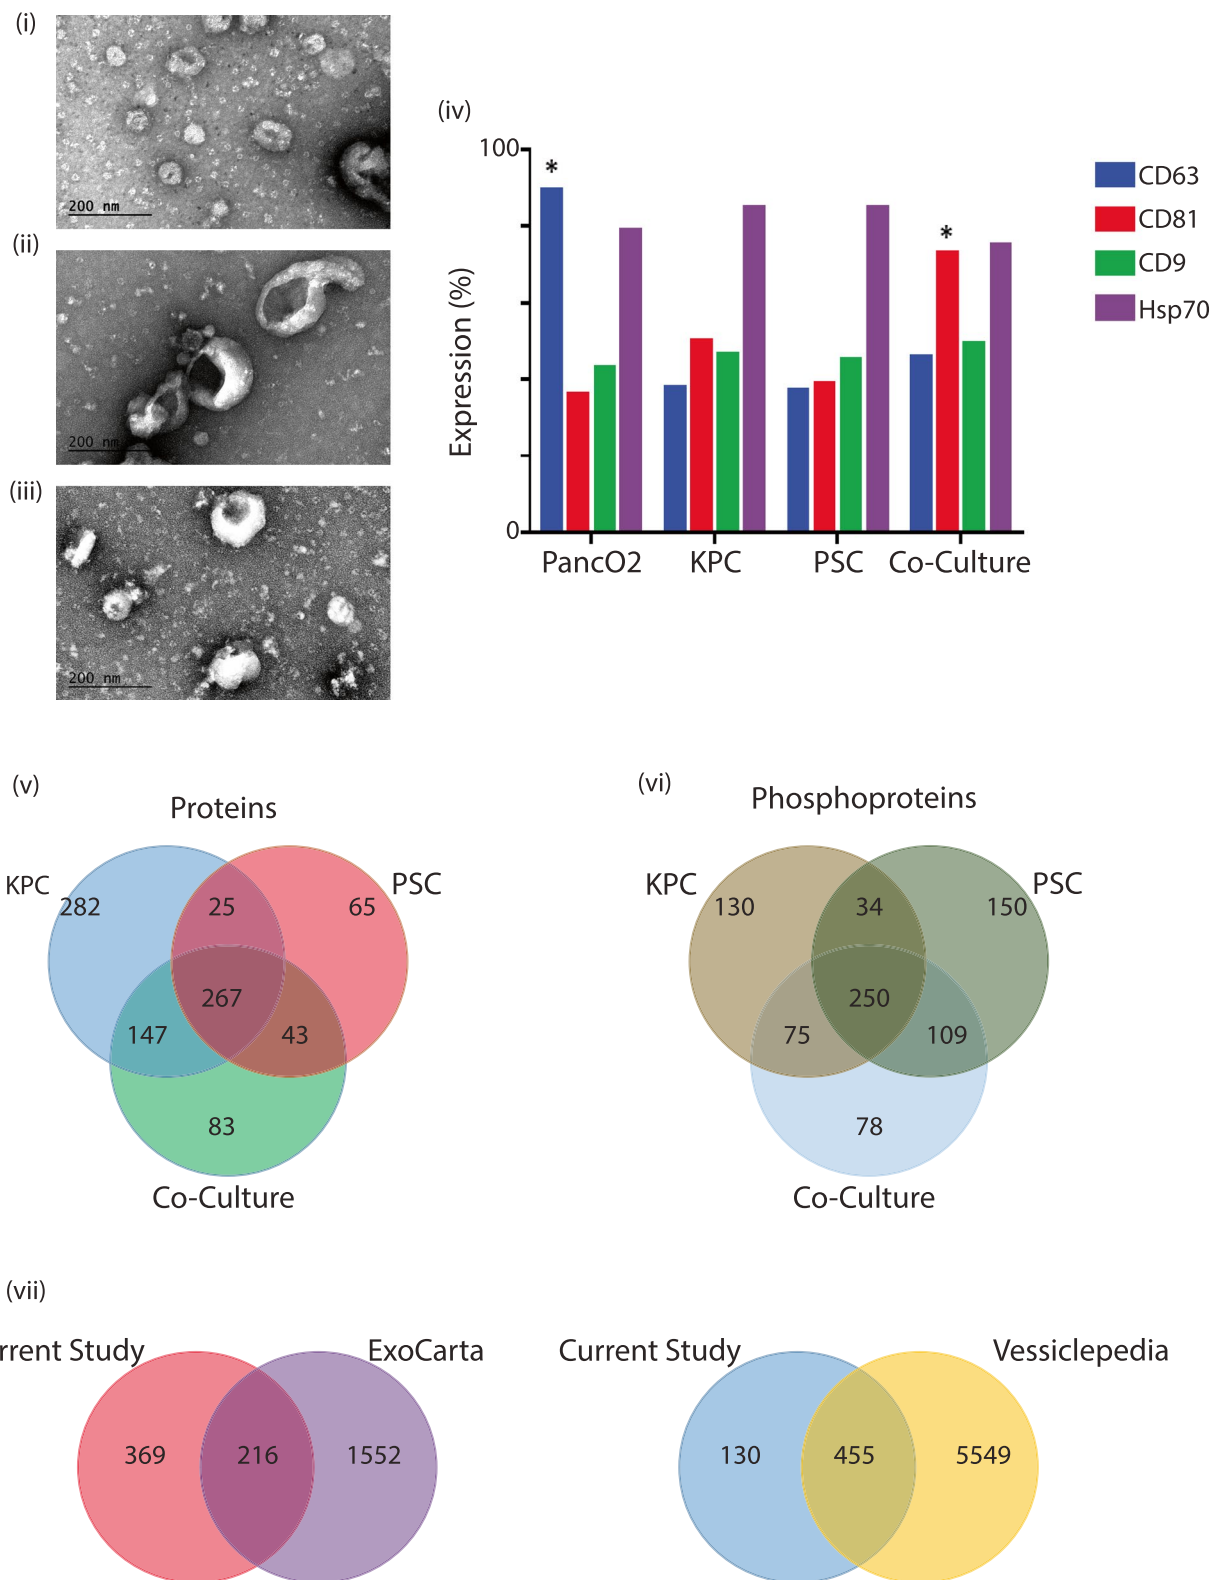 (i)
200 nm
(ii)
200 nm
(iii)
200 nm
(iv)
100
0
Expression (%)
* *
PancO2 KPC PSC Co-Culture
CD63
CD81
CD9
Hsp70
(v)
Proteins
KPC
PSC
282 25 65
267
147 43
83
Co-Culture
(vi)
Phosphoproteins
KPC
PSC
130 34 150
250
75 109
78
Co-Culture
(vii)
rrent Study ExoCarta
369 216 1552
Current Study Vessiclepedia
130 455 5549